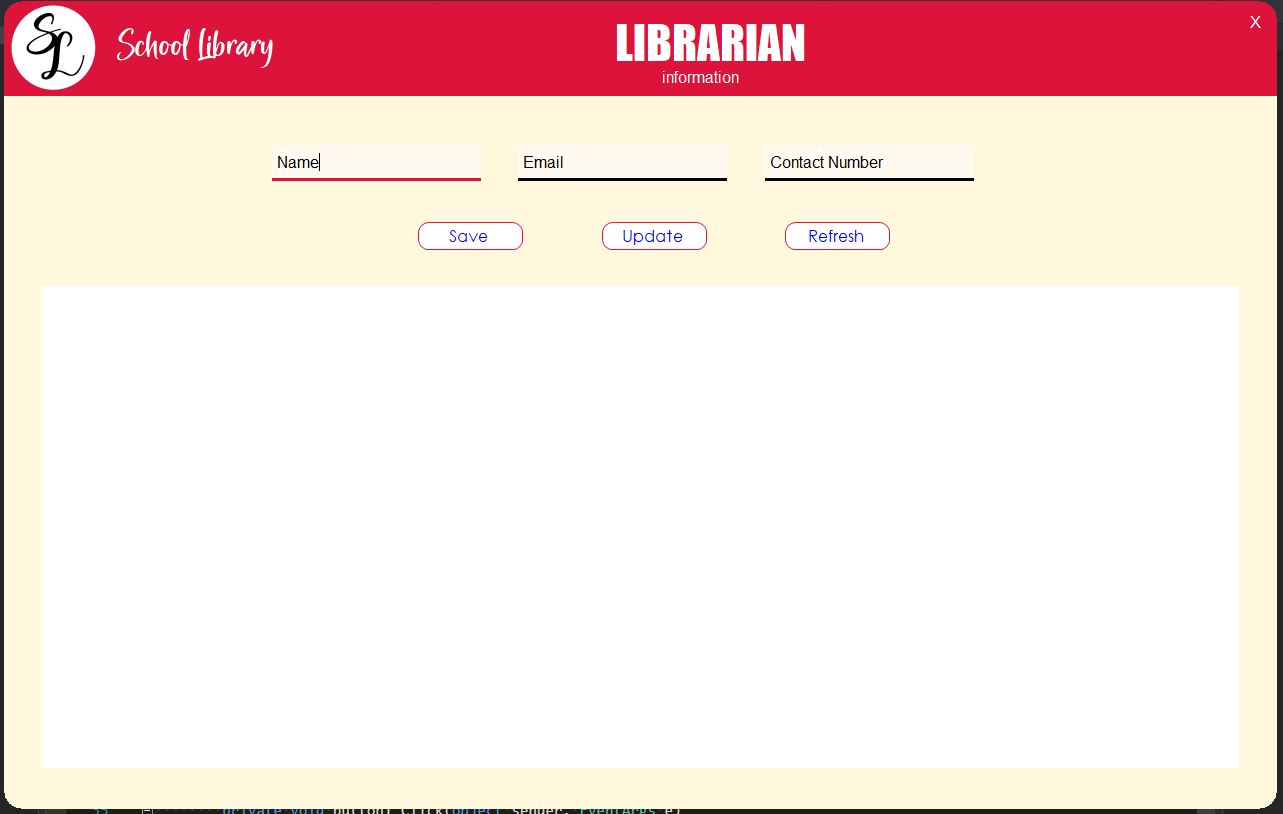 SL School Library
LIBRARIAN
information
X
Name
Email
Contact Number
Save
Update
Refresh
private void button1_Click(object sender, EventArgs e)